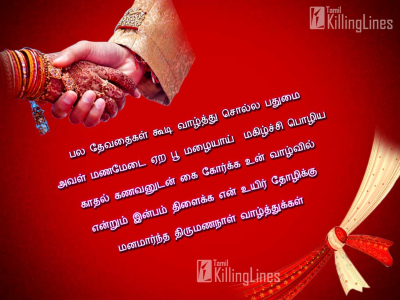 Tamil
KillingLines
பல தேவதைகள் கூடி வாழ்த்து சொல்ல பதுமை
அவள் மணமேடை ஏற பூ மழையாய் மகிழ்ச்சி பொழிய
காதல் கணவனுடன் கை கோர்க்க உன் வாழ்வில்
என்றும் இன்பம் திளைக்க என் உயிர் தோழிக்கு
மனமார்ந்த திருமணநாள் வாழ்த்துக்கள்
Tamil
KillingLines